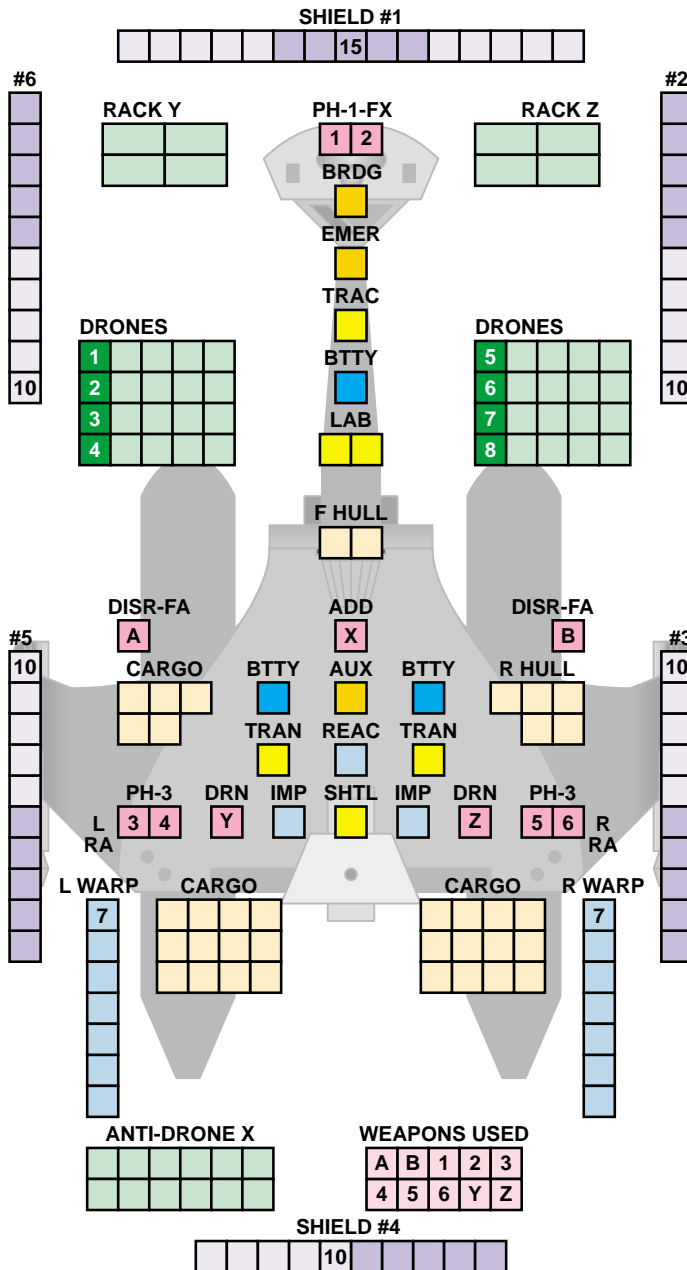 SHIELD #1
15
#6
#2
RACK Y
PH-1-FX
RACK Z
1 2
BRDG
EMER
TRAC
DRONES
DRONES
1
5
BTTY
2
6
10
10
3
7
LAB
4
8
F HULL
DISR-FA
ADD
DISR-FA
#5
A
X
B
#3
10
CARGO
BTTY
AUX
BTTY
R HULL
10
TRAN
REAC
TRAN
PH-3
DRN
IMP
SHTL
IMP
DRN
PH-3
L
RA
3 4
Y
Z
5 6
R
RA
L WARP
CARGO
CARGO
R WARP
7
7
ANTI-DRONE X
WEAPONS USED
A B 1 2 3
4 5 6 Y Z
SHIELD #4
10